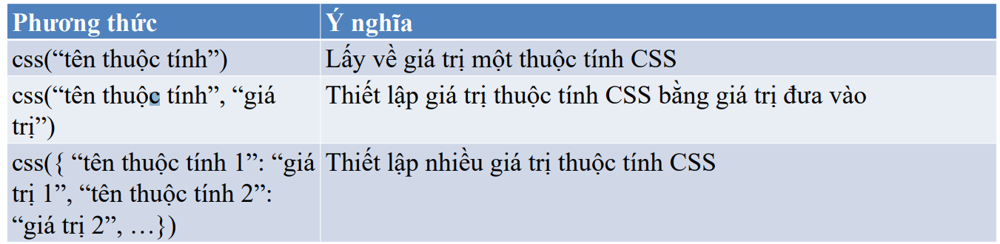 Phương thức
Ý nghĩa
css(“tên thuộc tính”)
Lấy về giá trị một thuộc tính CSS
css(“tên thuộc tính”, “giá
trị”)
Thiết lập giá trị thuộc tính CSS bằng giá trị đưa vào
css({ “tên thuộc tính 1”: “giá
trị 1”, “tên thuộc tính 2”:
“giá trị 2”, …})
Thiết lập nhiều giá trị thuộc tính CSS